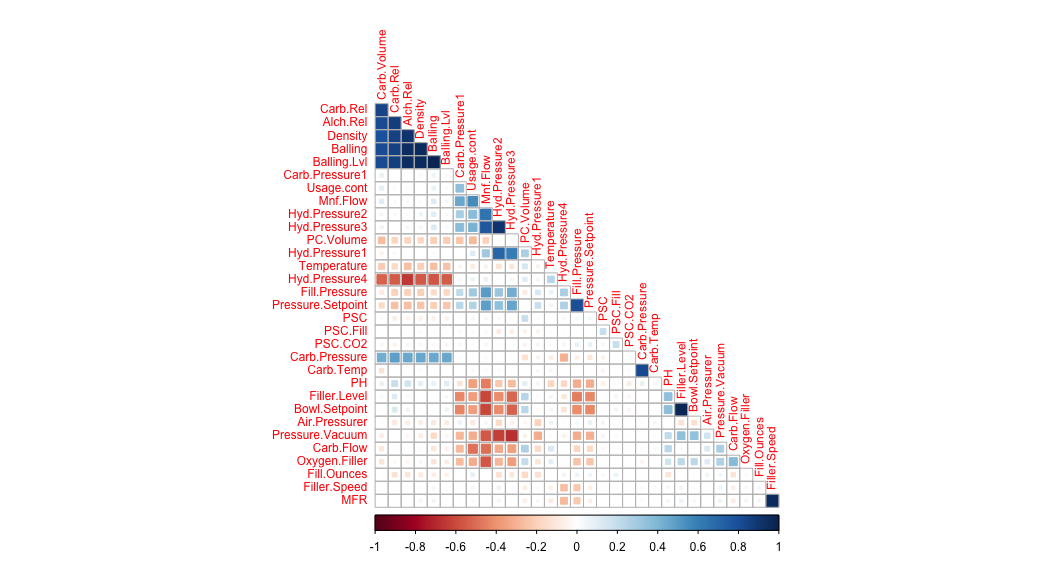 Carb.Volume
Carb.Rel
Alch.Rel
Density
Balling
Balling.Lvl
Carb.Pressure1
Usage.cont
Mnf.Flow
Hyd.Pressure2
Hyd.Pressure3
PC.Volume
Hyd.Pressure1
Temperature
Hyd.Pressure4
Fill.Pressure
Pressure.Setpoint
PSC
PSC.Fill
PSC.CO2
Carb.Pressure
Carb.Temp
PH
Filler.Level
Bowl.Setpoint
Air.Pressurer
Pressure.Vacuum
Carb.Flow
Oxygen.Filler
Fill.Ounces
Filler.Speed
Carb.Rel
Alch.Rel
Density
Balling
Balling.Lvl
Carb.Pressure1
Usage.cont
Mnf.Flow
Hyd.Pressure2
Hyd.Pressure3
PC.Volume
Hyd.Pressure1
Temperature
Hyd.Pressure4
Fill.Pressure
Pressure.Setpoint
PSC
PSC.Fill
PSC.CO2
Carb.Pressure
Carb.Temp
PH
Filler.Level
Bowl.Setpoint
Air.Pressurer
Pressure.Vacuum
Carb.Flow
Oxygen.Filler
Fill.Ounces
Filler.Speed
MFR
-1 -0.8 -0.6 -0.4 -0.2 0 0.2 0.4 0.6 0.8 1